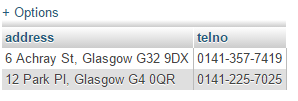 + Options
address telno
6 Achray St, Glasgow G32 9DX 0141-357-7419
12 Park Pl, Glasgow G4 0QR 0141-225-7025